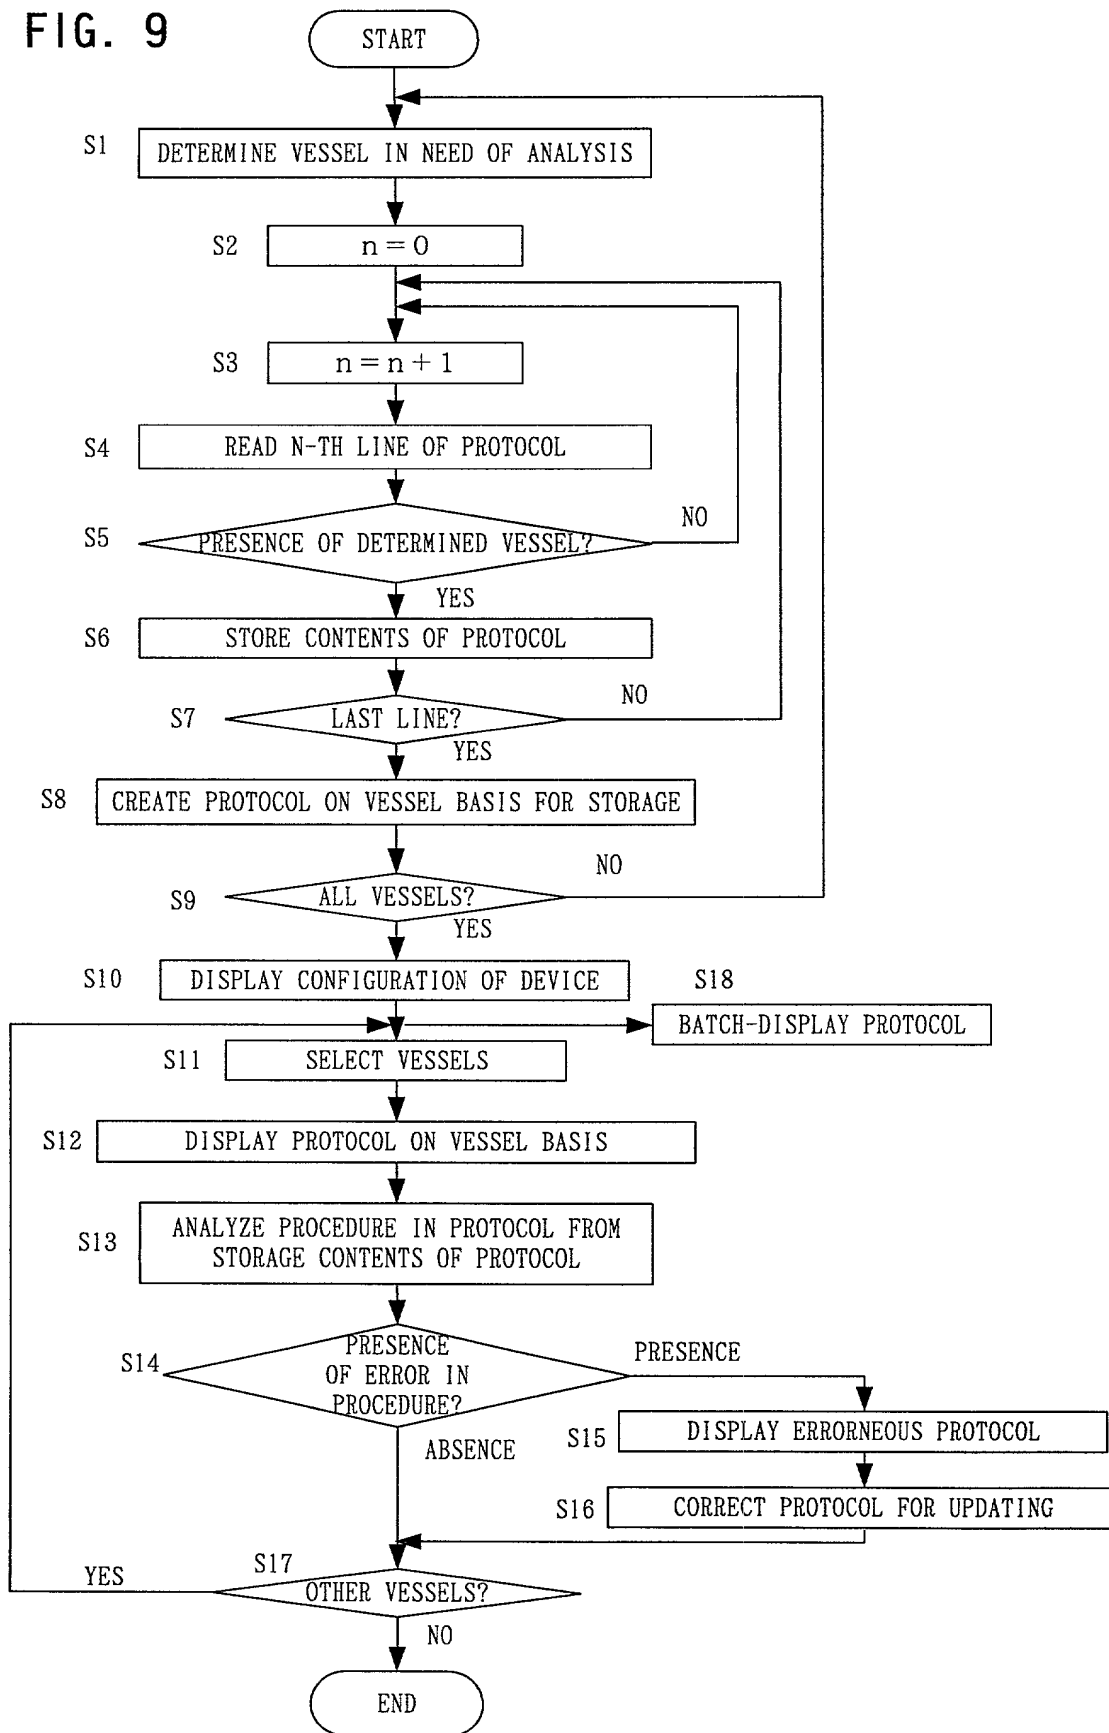 FIG. 9
START
S1
DETERMINE VESSEL IN NEED OF ANALYSIS
S2
n = 0
S3
n = n + 1
S4
READ N-TH LINE OF PROTOCOL
S5
PRESENCE OF DETERMINED VESSEL?
NO
YES
S6
STORE CONTENTS OF PROTOCOL
S7
LAST LINE?
NO
YES
S8
CREATE PROTOCOL ON VESSEL BASIS FOR STORAGE
S9
ALL VESSELS?
NO
YES
S10
DISPLAY CONFIGURATION OF DEVICE
S18
BATCH-DISPLAY PROTOCOL
S11
SELECT VESSELS
S12
DISPLAY PROTOCOL ON VESSEL BASIS
S13
ANALYZE PROCEDURE IN PROTOCOL FROM
STORAGE CONTENTS OF PROTOCOL
S14
PRESENCE
OF ERROR IN
PROCEDURE?
PRESENCE
ABSENCE
S15
DISPLAY ERRORNEOUS PROTOCOL
S16
CORRECT PROTOCOL FOR UPDATING
S17
OTHER VESSELS?
YES
NO
END